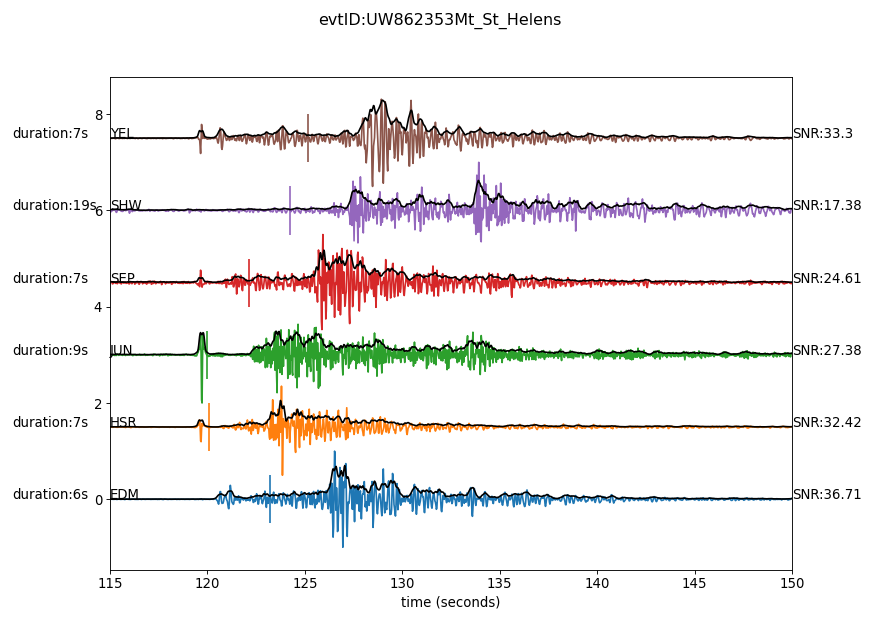 evtID:UW862353Mt_St_Helens
8
duration:7s YEL SNR:33.3
duration:19s SHW SNR:17.38
6
duration:7s SEP SNR:24.61
4
duration:9s JUN SNR:27.38
2
duration:7s HSR SNR:32.42
duration:6s EDM SNR:36.71
0
115 120 125 130 135 140 145 150
time (seconds)